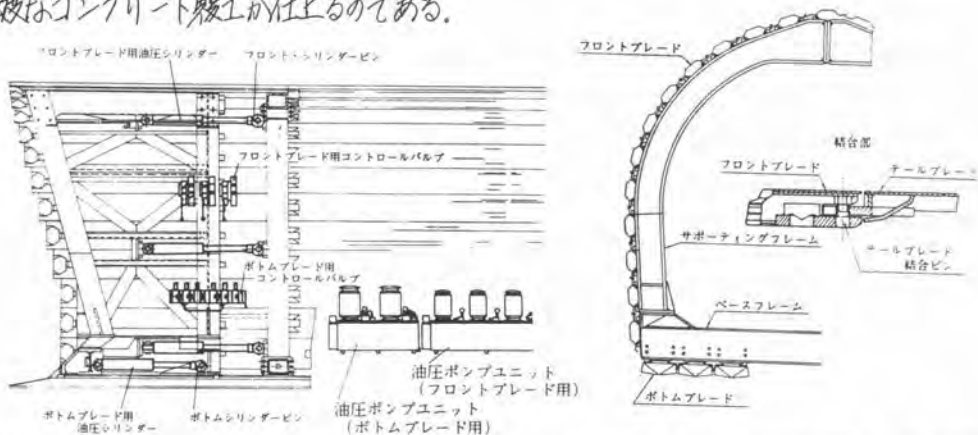 なコンクリート覆工が仕上るのである.
フロントブレード用油圧シリンダー
フロント・シリンダーピン
フロントブレード用コントロールバルブ
ボトムブレード用
コントロールバルブ
ボトムブレード用
油圧シリンダー
ボトムシリンダーピン
油圧ポンプユニット
(フロントブレード用)
油圧ポンプユニット
(ボトムブレード用)
フロントブレード
結合部
フロントブレード
テールブレード
サポーティングフレーム
テールブレード
結合ピン
ベースフレーム
ボトムブレード